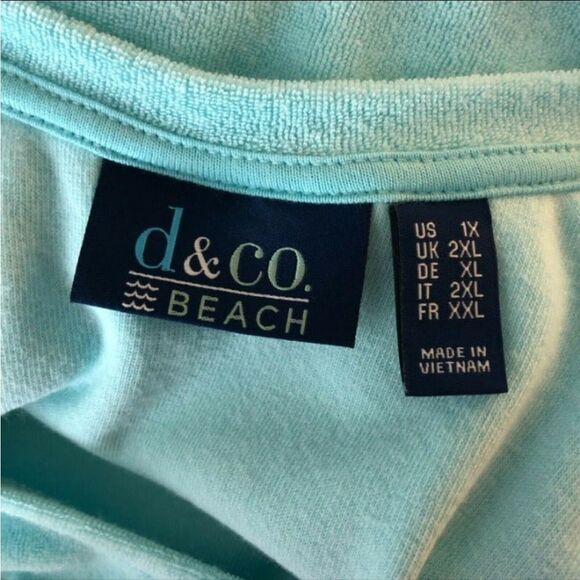 d&co.
BEACH
US 1X
UK 2XL
DE XL
IT 2XL
FR XXL
MADE IN
VIETNAM